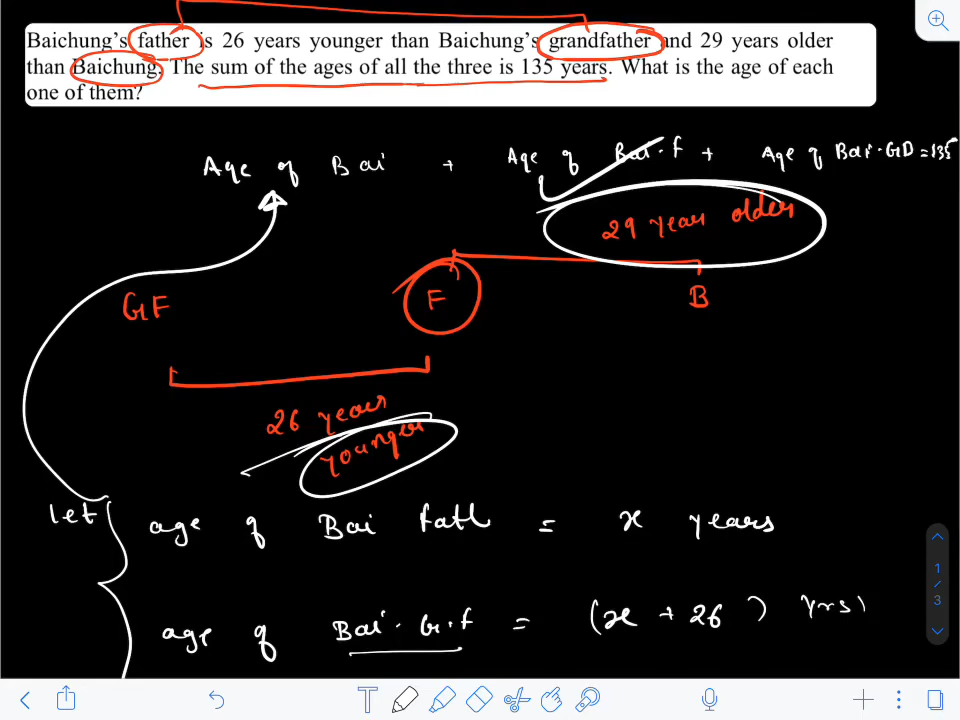 Baichung's father is 26 years younger than Baichung's grandfather and 29 years older
than Baichung. The sum of the ages of all the three is 135 years. What is the age of each
one of them?
Age of Bai + Age of Bai.f + Age of Bai.GD = 135
29 year older
GF F B
26 years
younger
let age of Bai Fath = x years
age of Bai. G.f = (x + 26) yrs
1
/
3
T